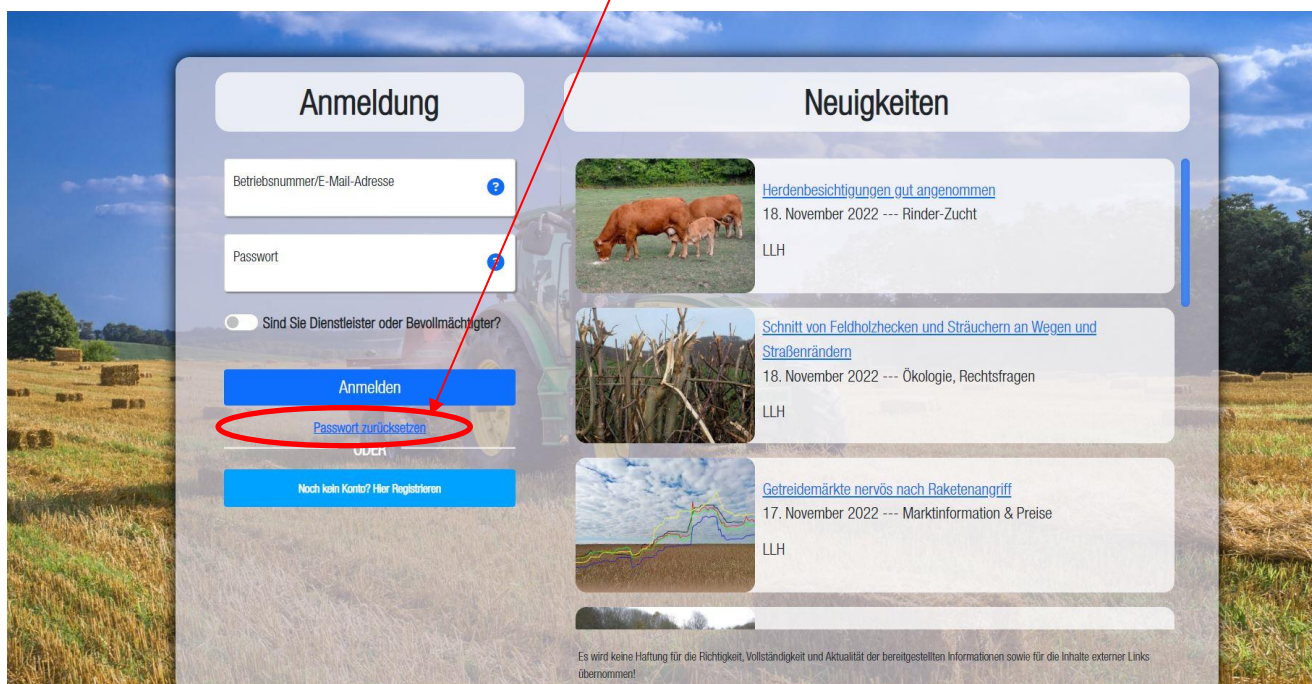 Anmeldung
Betriebsnummer/E-Mail-Adresse
?
Passwort
?
Sind Sie Dienstleister oder Bevollmächtigter?
Anmelden
Passwort zurücksetzen
ODER
Noch kein Konto? Hier Registrieren
Neuigkeiten
Herdenbesichtigungen gut angenommen
18. November 2022 --- Rinder-Zucht
LLH
Schnitt von Feldholzhecken und Sträuchern an Wegen und
Straßenrändern
18. November 2022 --- Ökologie, Rechtsfragen
LLH
Getreidemärkte nervös nach Raketenangriff
17. November 2022 --- Marktinformation & Preise
LLH
Es wird keine Haftung für die Richtigkeit, Vollständigkeit und Aktualität der bereitgestellten Informationen sowie für die Inhalte externer Links
übernommen!